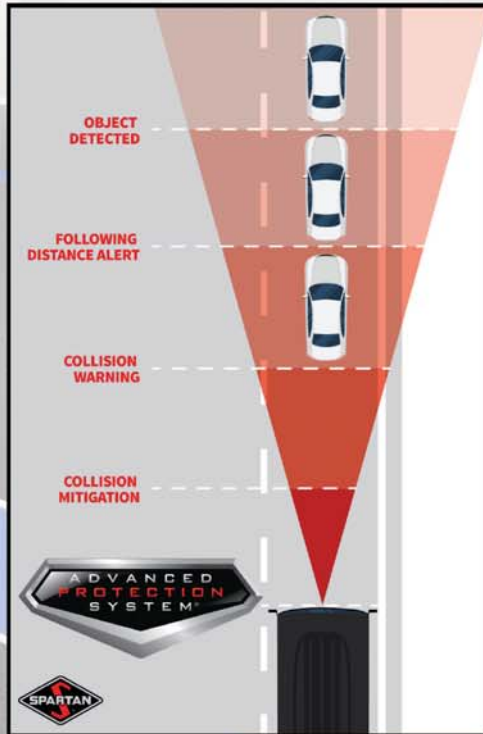 OBJECT
DETECTED
FOLLOWING
DISTANCE ALERT
COLLISION
WARNING
COLLISION
MITIGATION
ADVANCED
PROTECTION
SYSTEM®
SPARTAN